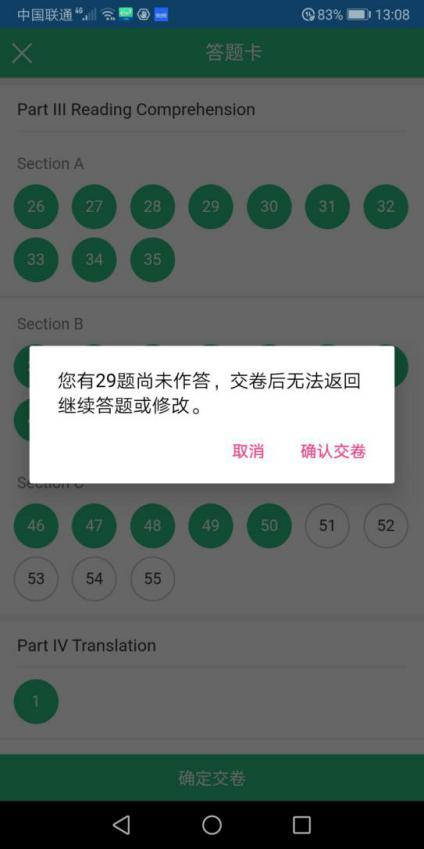 中国联通 4G 83% 13:08
答题卡
Part III Reading Comprehension
Section A
26 27 28 29 30 31 32
33 34 35
Section B
您有29题尚未作答，交卷后无法返回
继续答题或修改。
取消 确认交卷
Section C
46 47 48 49 50 51 52
53 54 55
Part IV Translation
1
确定交卷